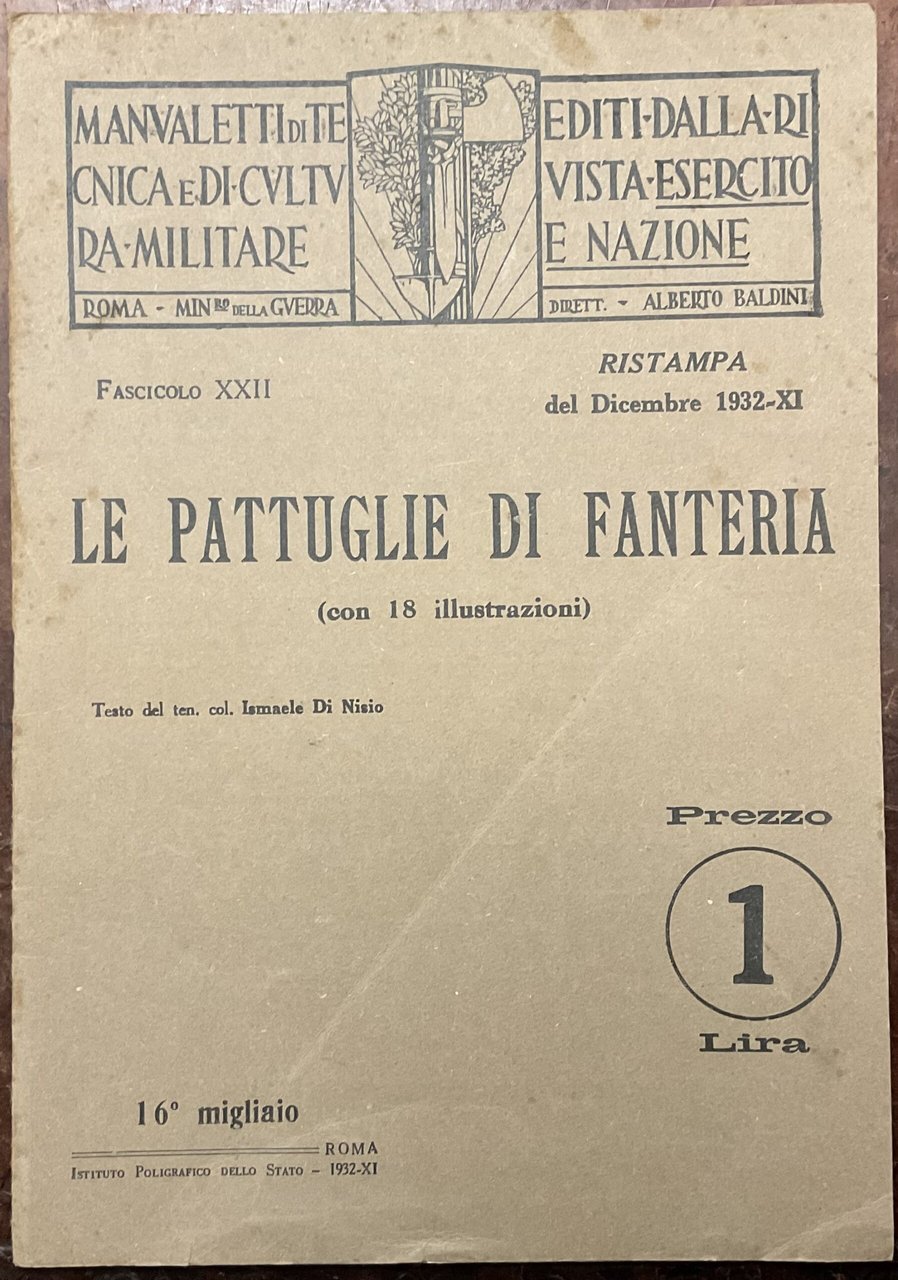 MANVALETTI DI TE
CNICA E DI·CVLTV
RA·MILITARE
ROMA - MINRO DELLA GVERRA
EDITI·DALLA·RI
VISTA·ESERCITO
E NAZIONE
DIRETT. - ALBERTO BALDINI
FASCICOLO XXII
RISTAMPA
del Dicembre 1932-XI
LE PATTUGLIE DI FANTERIA
(con 18 illustrazioni)
Testo del ten. col. Ismaele Di Nisio
Prezzo
1
Lira
16° migliaio
ROMA
ISTITUTO POLIGRAFICO DELLO STATO - 1932-XI